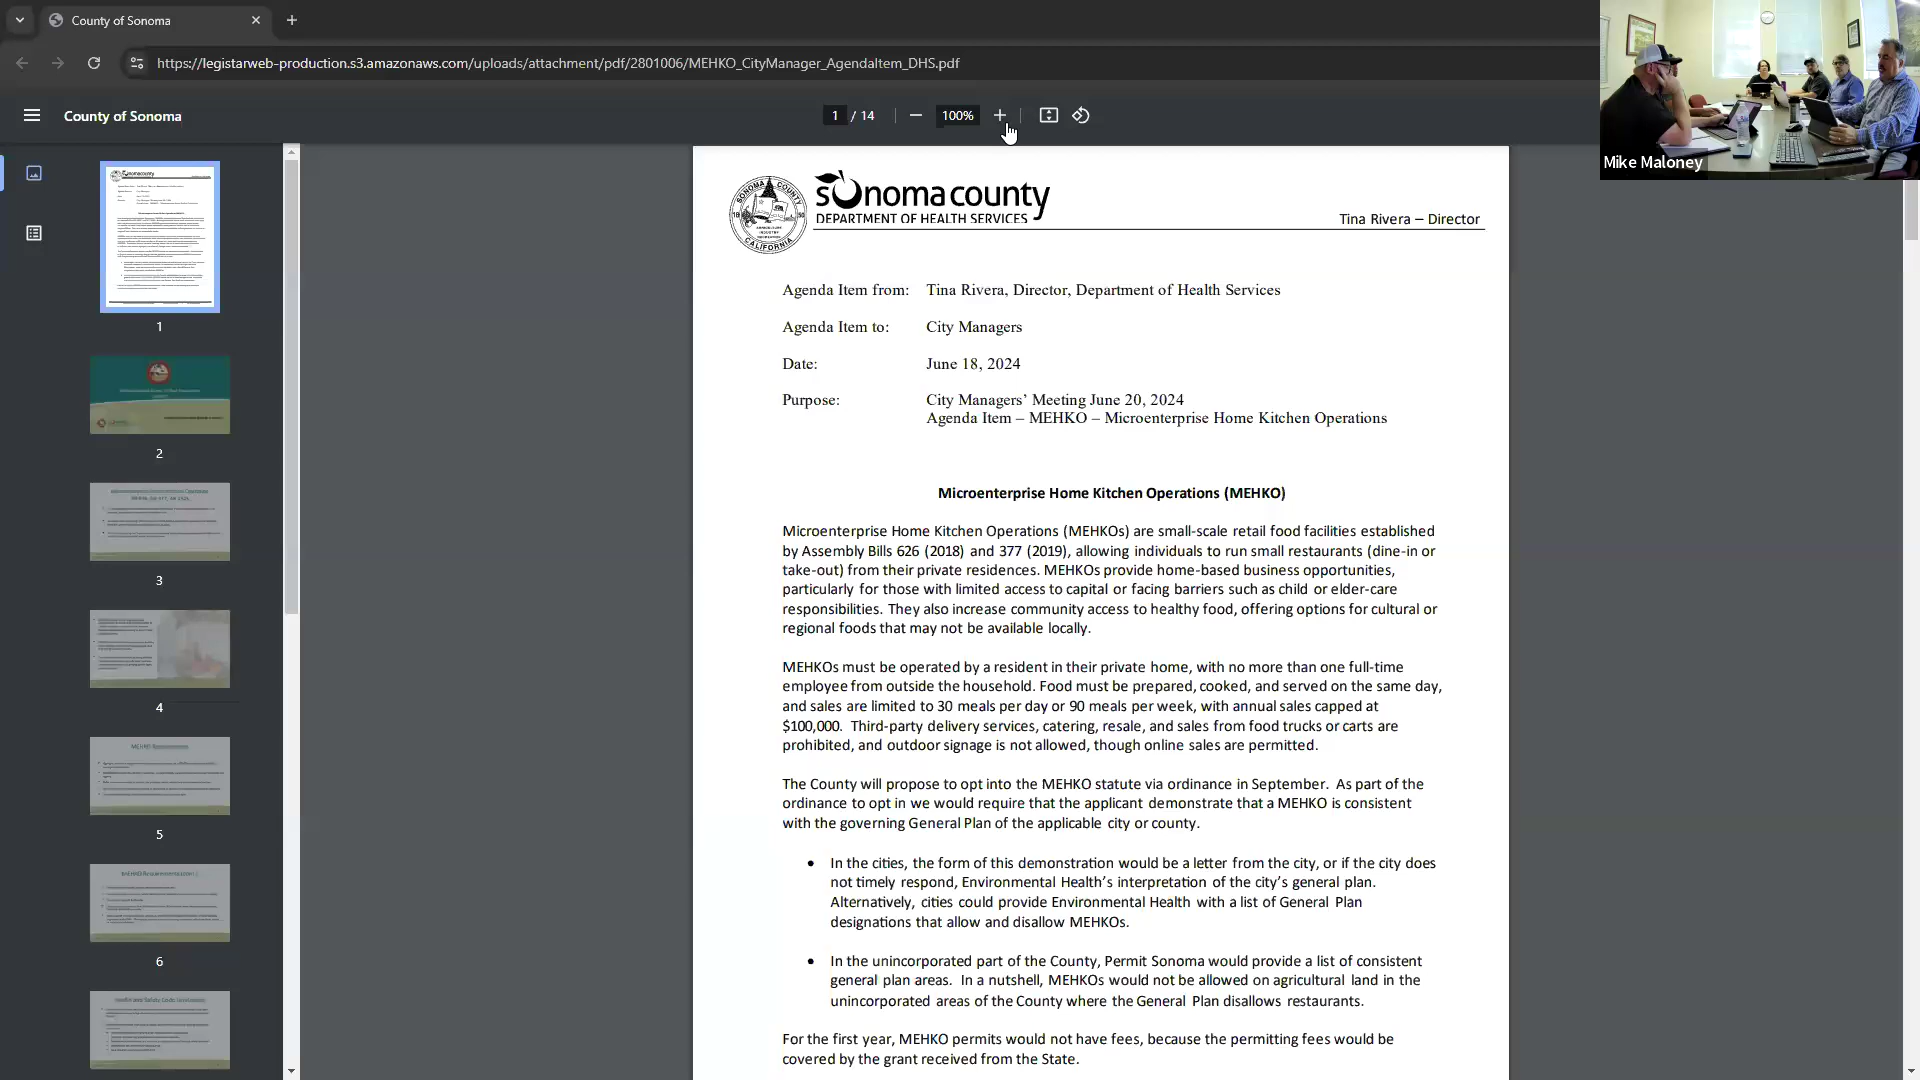 County of Sonoma
https://legistarweb-production.s3.amazonaws.com/uploads/attachment/pdf/2801006/MEHKO_CityManager_AgendaItem_DHS.pdf
County of Sonoma
1 / 14
100%
Mike Maloney
SONOMA COUNTY
18 50
AGRICULTURE
INDUSTRY
RECREATION
CALIFORNIA
sonoma county
DEPARTMENT OF HEALTH SERVICES
Tina Rivera – Director
Agenda Item from: Tina Rivera, Director, Department of Health Services
Agenda Item to: City Managers
Date: June 18, 2024
Purpose: City Managers’ Meeting June 20, 2024
Agenda Item – MEHKO – Microenterprise Home Kitchen Operations
Microenterprise Home Kitchen Operations (MEHKO)
Microenterprise Home Kitchen Operations (MEHKOs) are small-scale retail food facilities established
by Assembly Bills 626 (2018) and 377 (2019), allowing individuals to run small restaurants (dine-in or
take-out) from their private residences. MEHKOs provide home-based business opportunities,
particularly for those with limited access to capital or facing barriers such as child or elder-care
responsibilities. They also increase community access to healthy food, offering options for cultural or
regional foods that may not be available locally.
MEHKOs must be operated by a resident in their private home, with no more than one full-time
employee from outside the household. Food must be prepared, cooked, and served on the same day,
and sales are limited to 30 meals per day or 90 meals per week, with annual sales capped at
$100,000. Third-party delivery services, catering, resale, and sales from food trucks or carts are
prohibited, and outdoor signage is not allowed, though online sales are permitted.
The County will propose to opt into the MEHKO statute via ordinance in September. As part of the
ordinance to opt in we would require that the applicant demonstrate that a MEHKO is consistent
with the governing General Plan of the applicable city or county.
• In the cities, the form of this demonstration would be a letter from the city, or if the city does
not timely respond, Environmental Health’s interpretation of the city’s general plan.
Alternatively, cities could provide Environmental Health with a list of General Plan
designations that allow and disallow MEHKOs.
• In the unincorporated part of the County, Permit Sonoma would provide a list of consistent
general plan areas. In a nutshell, MEHKOs would not be allowed on agricultural land in the
unincorporated areas of the County where the General Plan disallows restaurants.
For the first year, MEHKO permits would not have fees, because the permitting fees would be
covered by the grant received from the State.
1
2
3
4
MEHKO Requirements
5
6